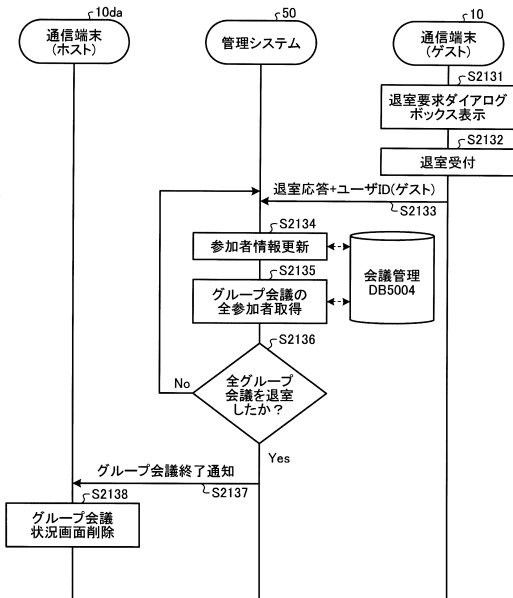 10da
50
10
通信端末
(ホスト)
管理システム
通信端末
(ゲスト)
S2131
退室要求ダイアログ
ボックス表示
S2132
退室受付
退室応答+ユーザID(ゲスト)
S2133
S2134
参加者情報更新
S2135
グループ会議の
全参加者取得
会議管理
DB5004
S2136
全グループ
会議を退室
したか？
No
Yes
グループ会議終了通知
S2137
S2138
グループ会議
状況画面削除